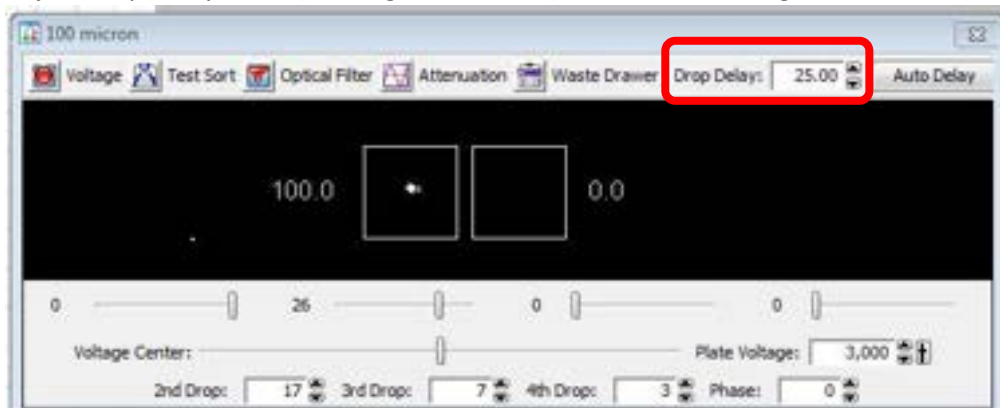 100 micron
Voltage Test Sort Optical Filter Attenuation Waste Drawer Drop Delay: 25.00 Auto Delay
100.0 0.0
0 26 0 0
Voltage Center: Plate Voltage: 3,000
2nd Drop: 17 3rd Drop: 7 4th Drop: 3 Phase: 0